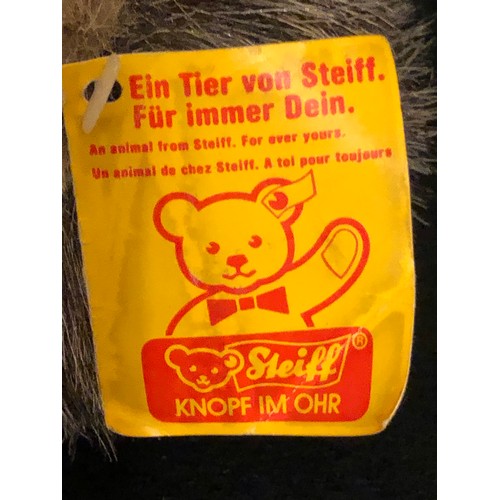 Ein Tier von Steiff.
Für immer Dein.
An animal from Steiff. For ever yours.
Un animal de chez Steiff. A toi pour toujours
Steiff ®
KNOPF IM OHR